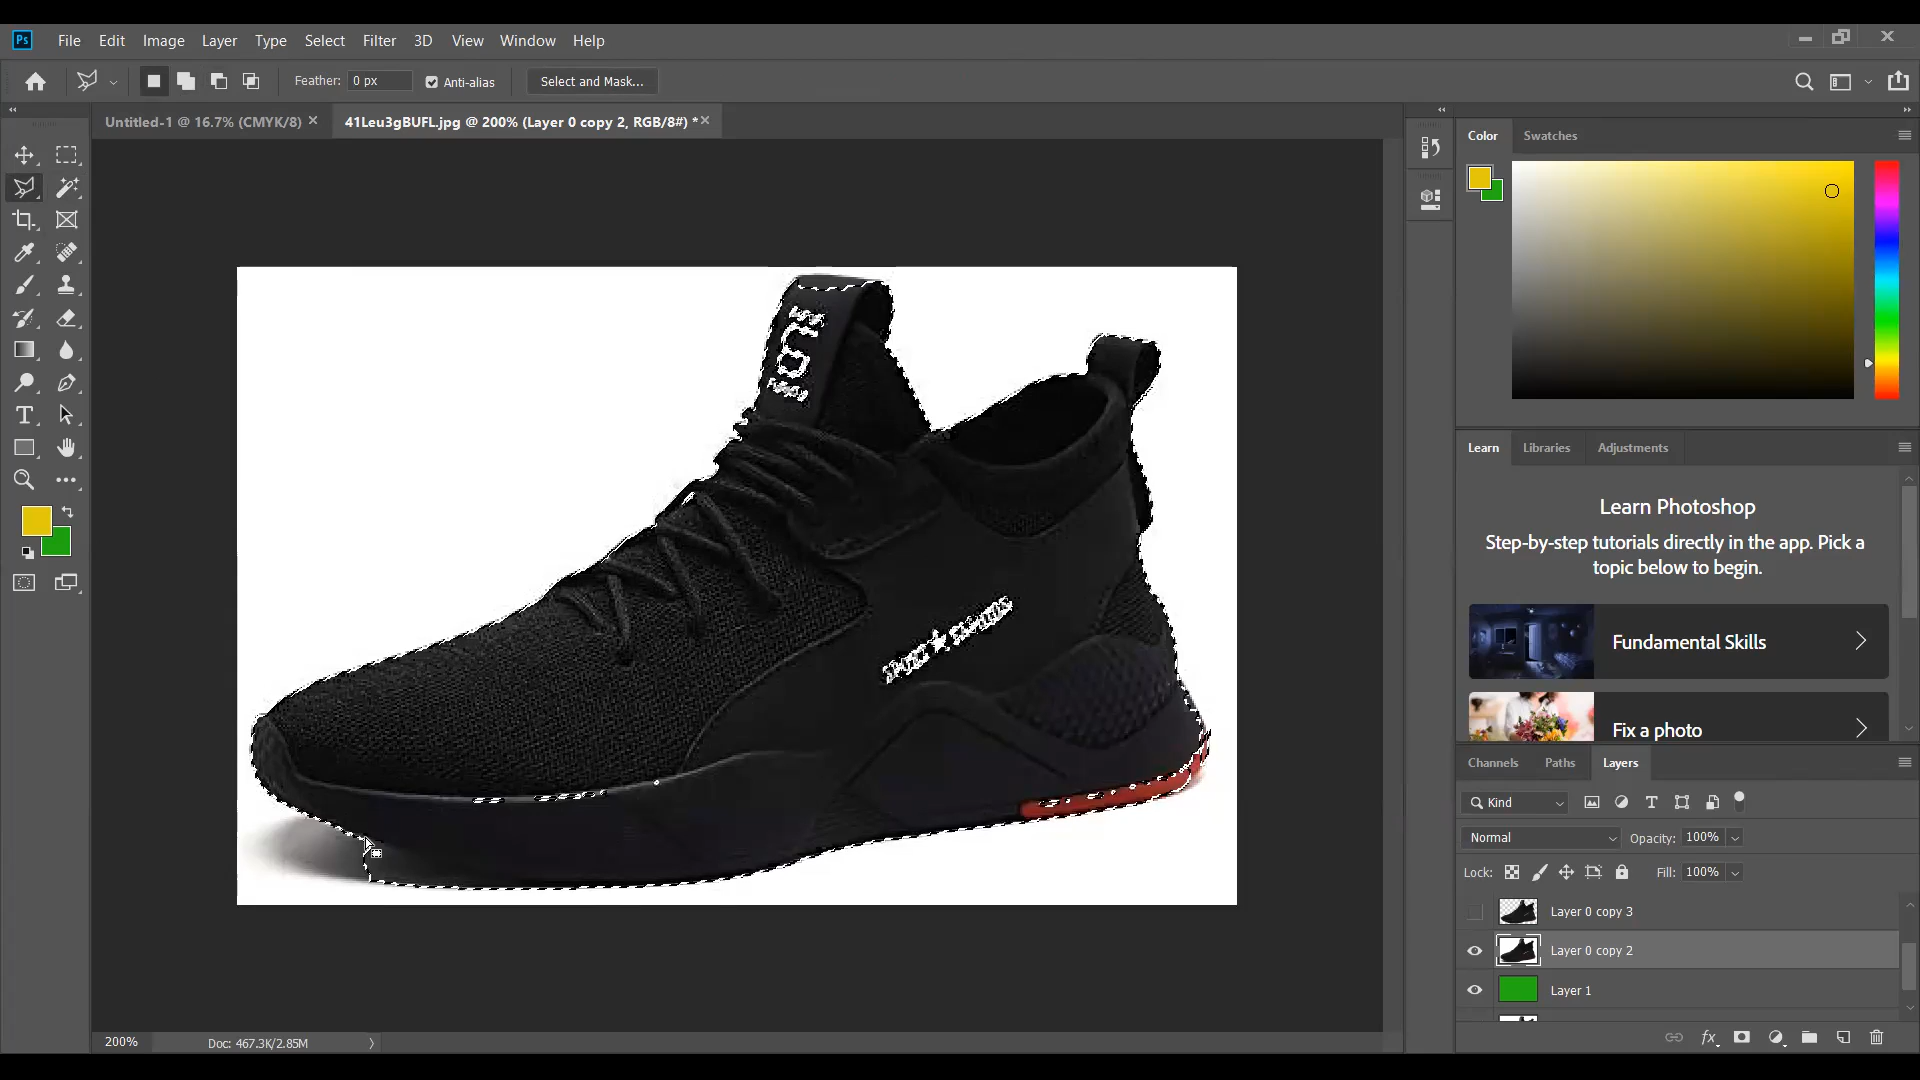 Ps File Edit Image Layer Type Select Filter 3D View Window Help
Feather: 0 px Anti-alias Select and Mask...
Untitled-1 @ 16.7% (CMYK/8) 41Leu3gBUFL.jpg @ 200% (Layer 0 copy 2, RGB/8#) *
Color Swatches
Learn Libraries Adjustments
Learn Photoshop
Step-by-step tutorials directly in the app. Pick a
topic below to begin.
Fundamental Skills
Fix a photo
Channels Paths Layers
Kind
Normal Opacity: 100%
Lock: Fill: 100%
Layer 0 copy 3
Layer 0 copy 2
Layer 1
200% Doc: 467.3K/2.85M